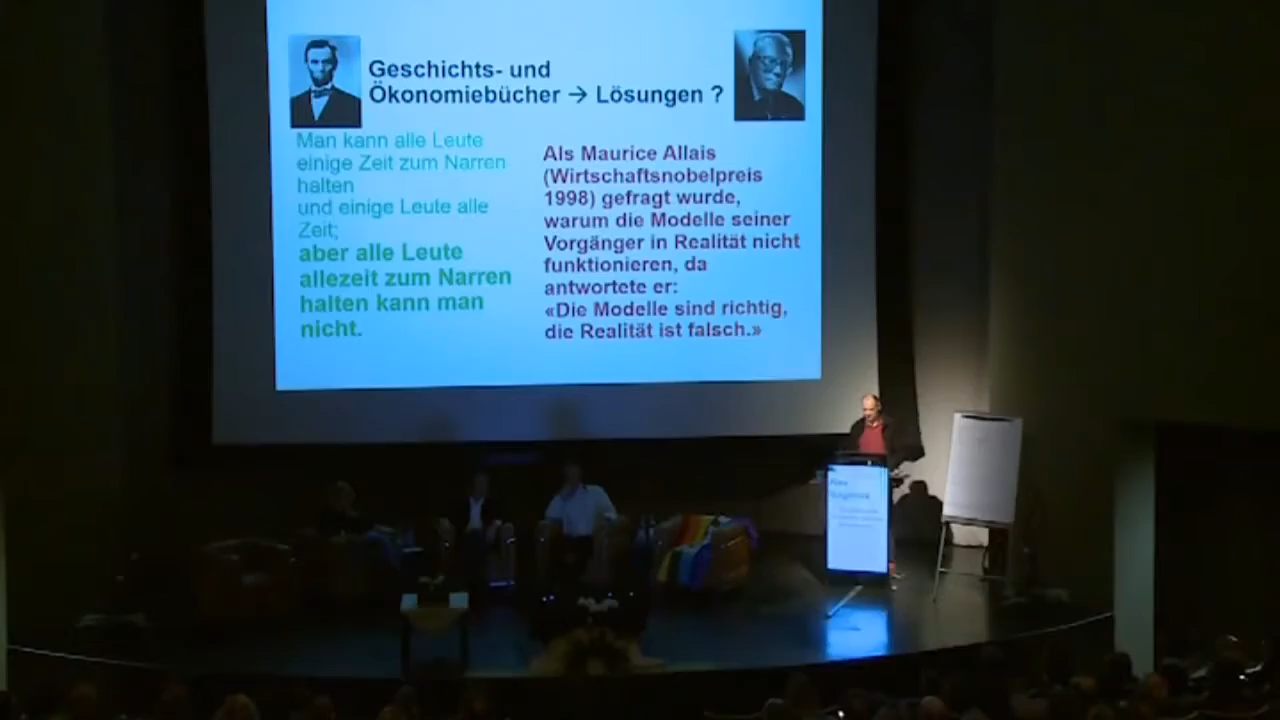 Geschichts- und
Ökonomiebücher → Lösungen ?
Man kann alle Leute
einige Zeit zum Narren
halten
und einige Leute alle
Zeit;
aber alle Leute
allezeit zum Narren
halten kann man
nicht.
Als Maurice Allais
(Wirtschaftsnobelpreis
1998) gefragt wurde,
warum die Modelle seiner
Vorgänger in Realität nicht
funktionieren, da
antwortete er:
«Die Modelle sind richtig,
die Realität ist falsch.»